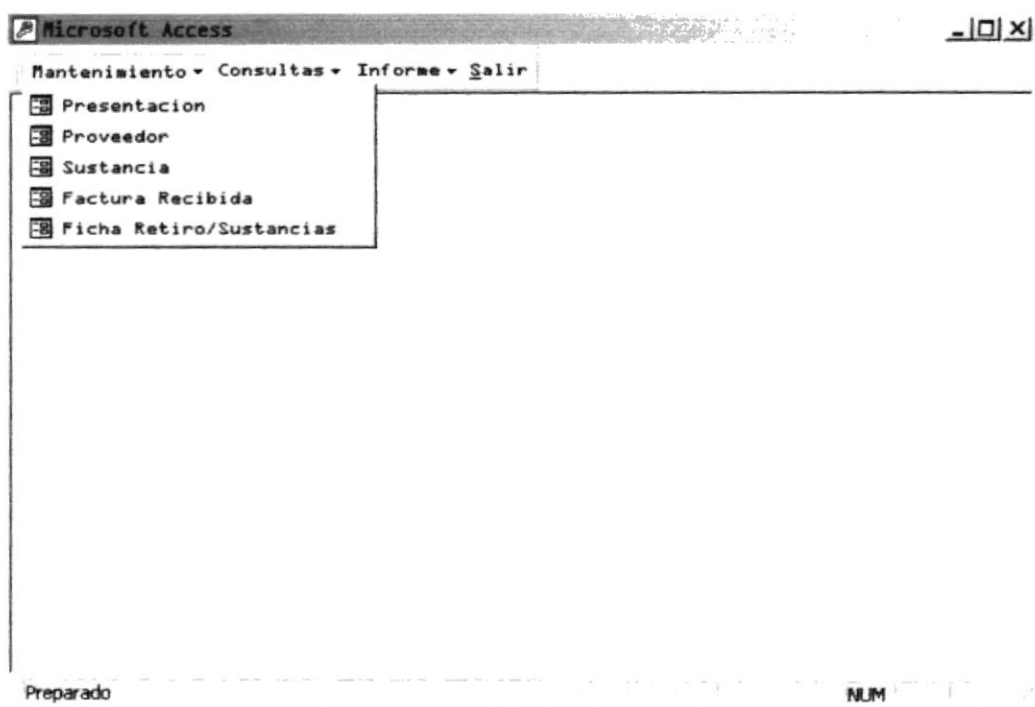 Microsoft Access
Mantenimiento Consultas Informe Salir
Presentacion
Proveedor
Sustancia
Factura Recibida
Ficha Retiro/Sustancias
Preparado NUM